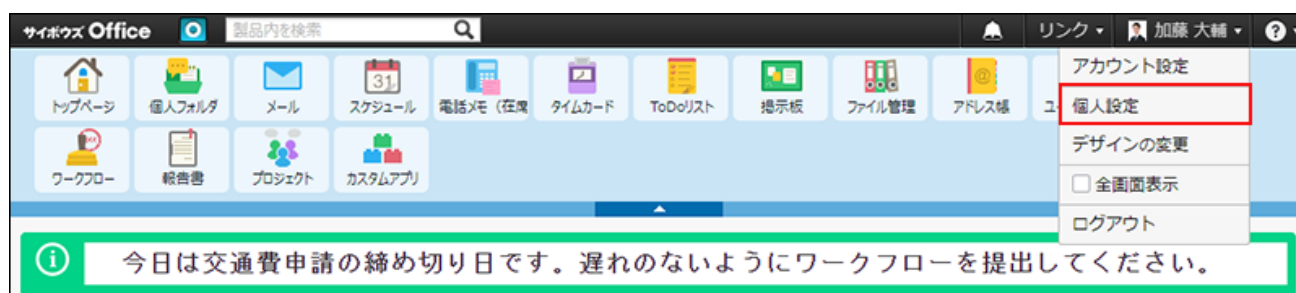 サイボウズ Office
製品内を検索
リンク
加藤 大輔
?
アカウント設定
個人設定
デザインの変更
全画面表示
ログアウト
トップページ
個人フォルダ
メール
31
スケジュール
電話メモ（在席
タイムカード
ToDoリスト
掲示板
ファイル管理
@
アドレス帳
ユ
ワークフロー
報告書
プロジェクト
カスタムアプリ
i
今日は交通費申請の締め切り日です。遅れのないようにワークフローを提出してください。